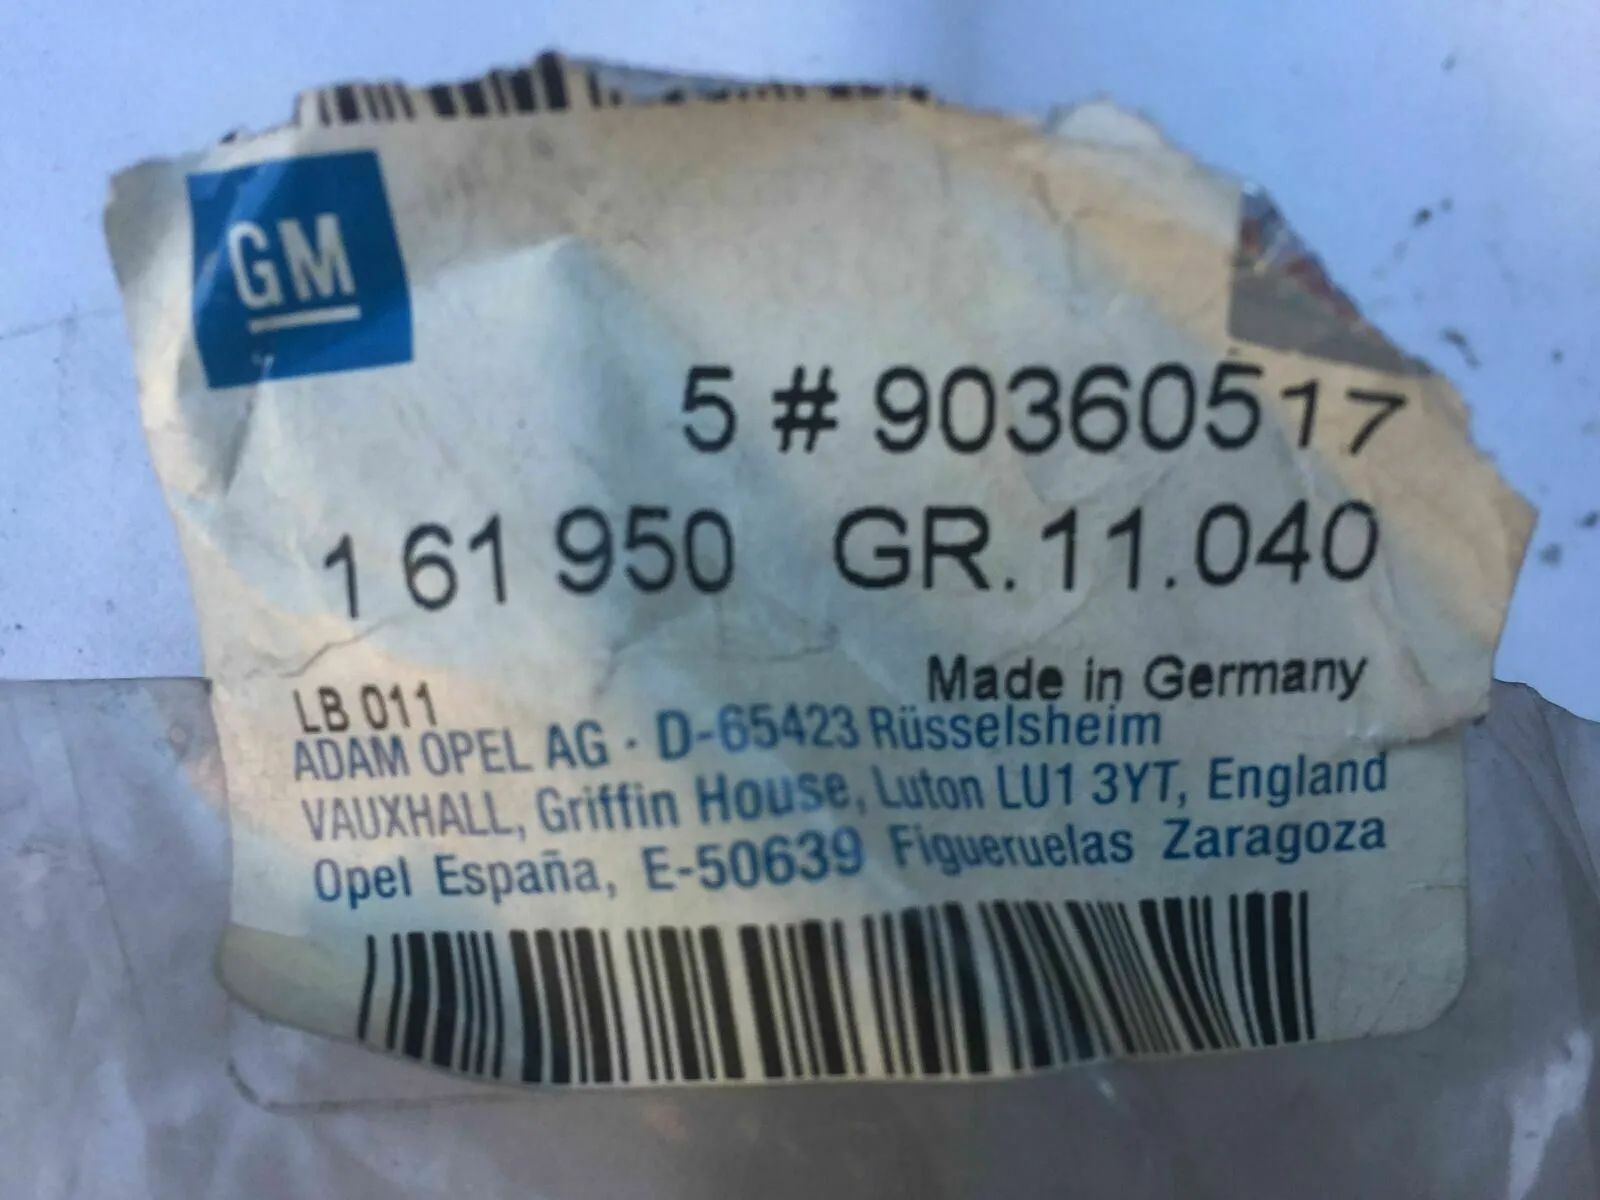 GM
5 # 90360517
1 61 950 GR. 11.040
Made in Germany
LB 011
ADAM OPEL AG · D-65423 Rüsselsheim
VAUXHALL, Griffin House, Luton LU1 3YT, England
Opel España, E-50639 Figueruelas Zaragoza